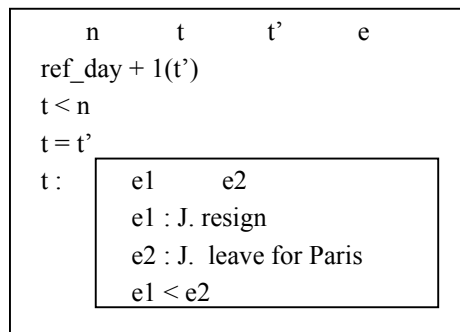 n t t’ e
ref_day + 1(t’)
t < n
t = t’
t : e1 e2
e1 : J. resign
e2 : J. leave for Paris
e1 < e2